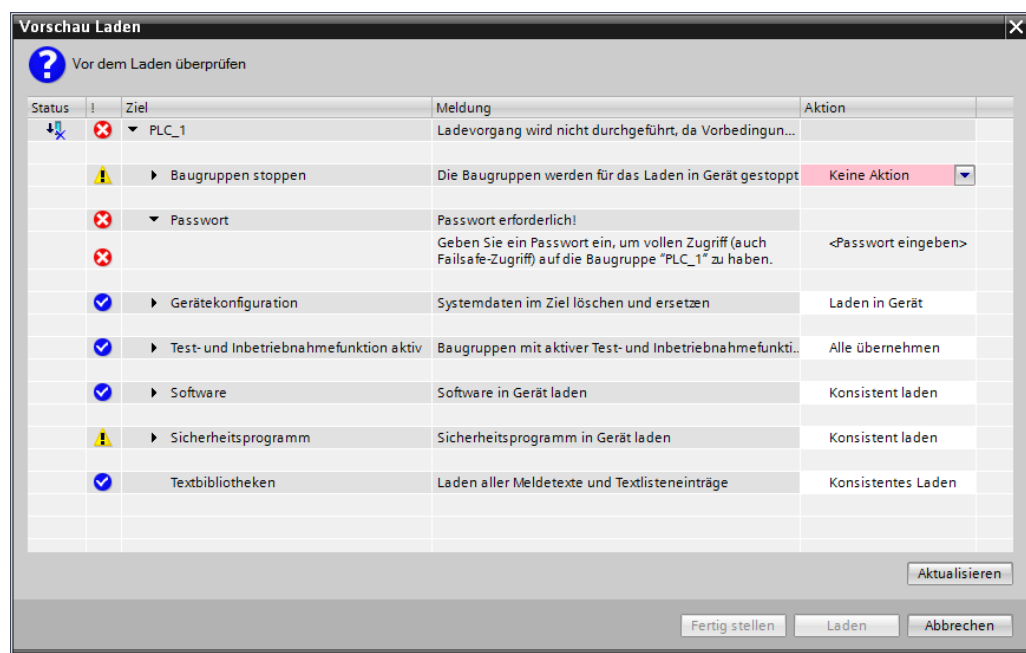 Vorschau Laden
Vor dem Laden überprüfen
Status ! Ziel Meldung Aktion
PLC_1 Ladevorgang wird nicht durchgeführt, da Vorbedingun...
Baugruppen stoppen Die Baugruppen werden für das Laden in Gerät gestoppt Keine Aktion
Passwort Passwort erforderlich!
Geben Sie ein Passwort ein, um vollen Zugriff (auch <Passwort eingeben>
Failsafe-Zugriff) auf die Baugruppe "PLC_1" zu haben.
Gerätekonfiguration Systemdaten im Ziel löschen und ersetzen Laden in Gerät
Test- und Inbetriebnahmefunktion aktiv Baugruppen mit aktiver Test- und Inbetriebnahmefunkti.. Alle übernehmen
Software Software in Gerät laden Konsistent laden
Sicherheitsprogramm Sicherheitsprogramm in Gerät laden Konsistent laden
Textbibliotheken Laden aller Meldetexte und Textlisteneinträge Konsistentes Laden
Aktualisieren
Fertig stellen Laden Abbrechen